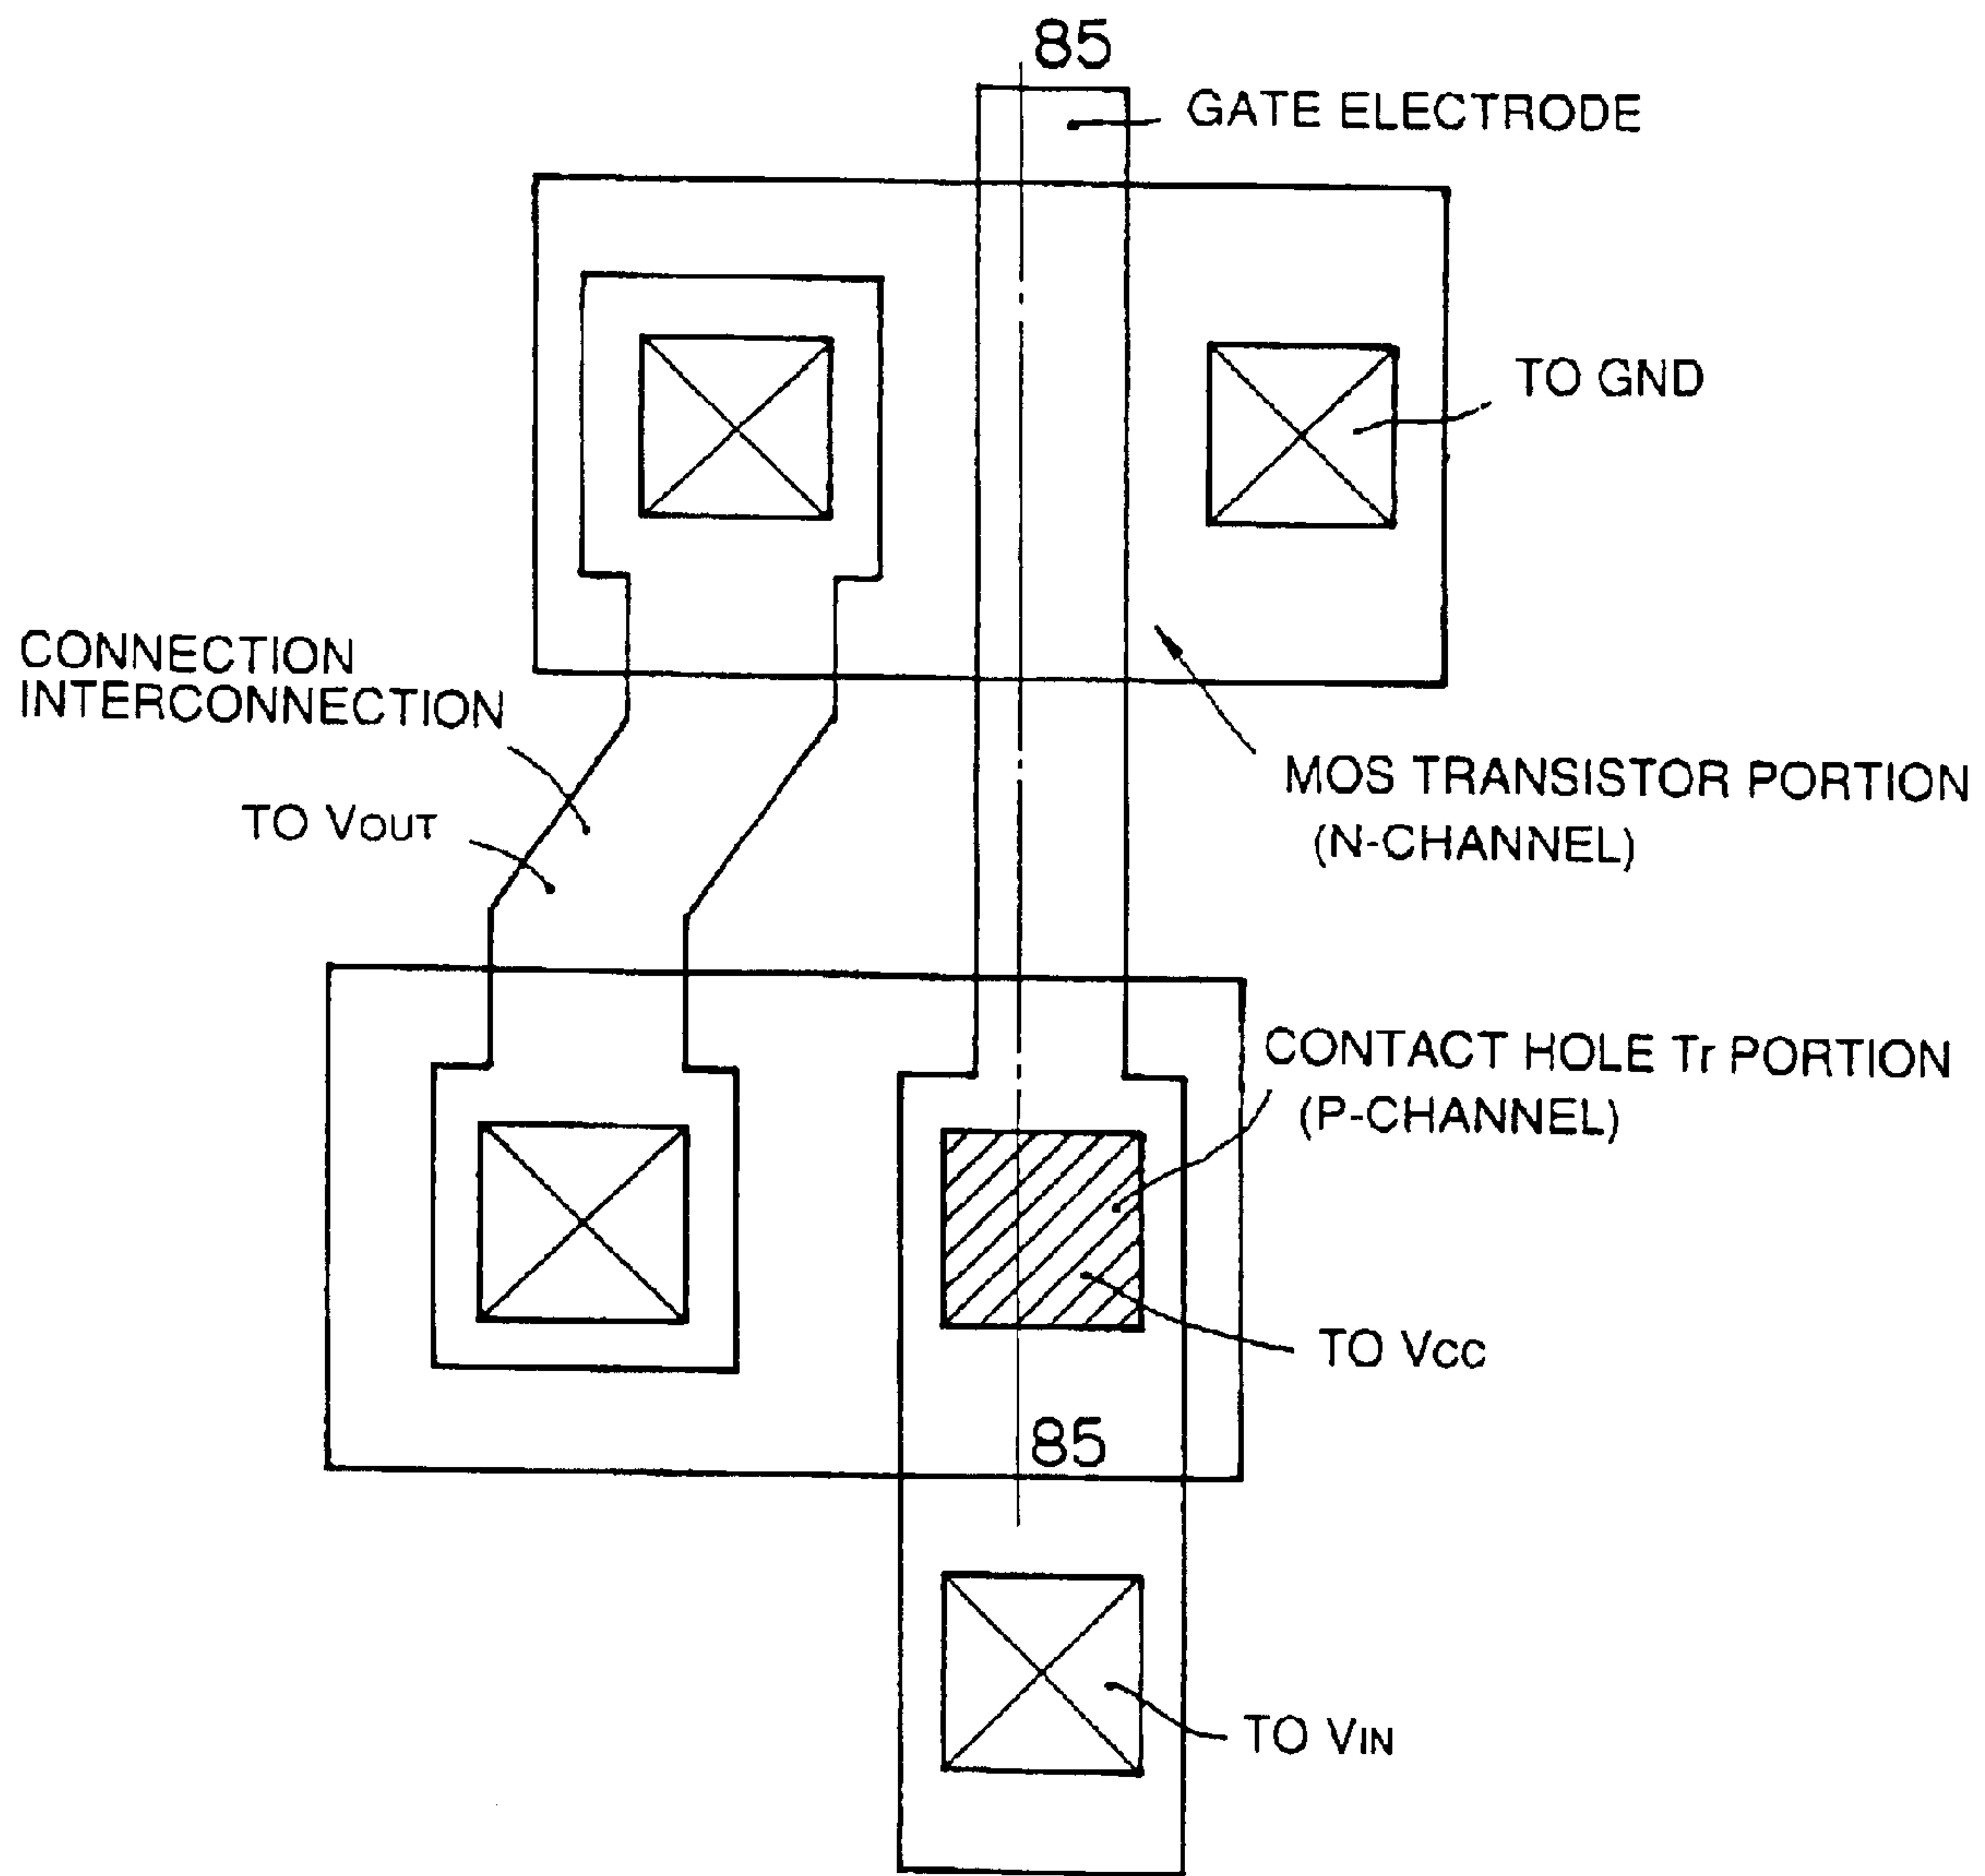 85
GATE ELECTRODE
TO GND
CONNECTION
INTERCONNECTION
TO VOUT
MOS TRANSISTOR PORTION
(N-CHANNEL)
CONTACT HOLE Tr PORTION
(P-CHANNEL)
TO VCC
85
TO VIN